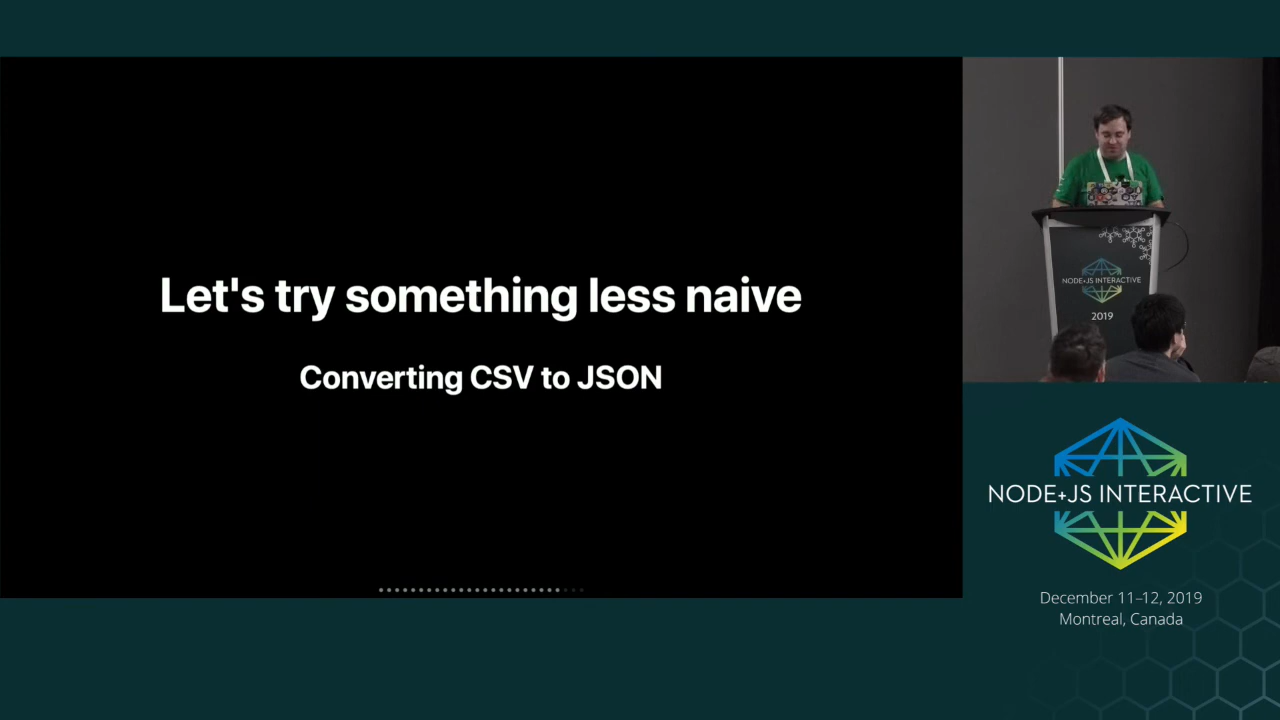 Let's try something less naive
Converting CSV to JSON
NODE+JS INTERACTIVE
2019
NODE+JS INTERACTIVE
December 11–12, 2019
Montreal, Canada